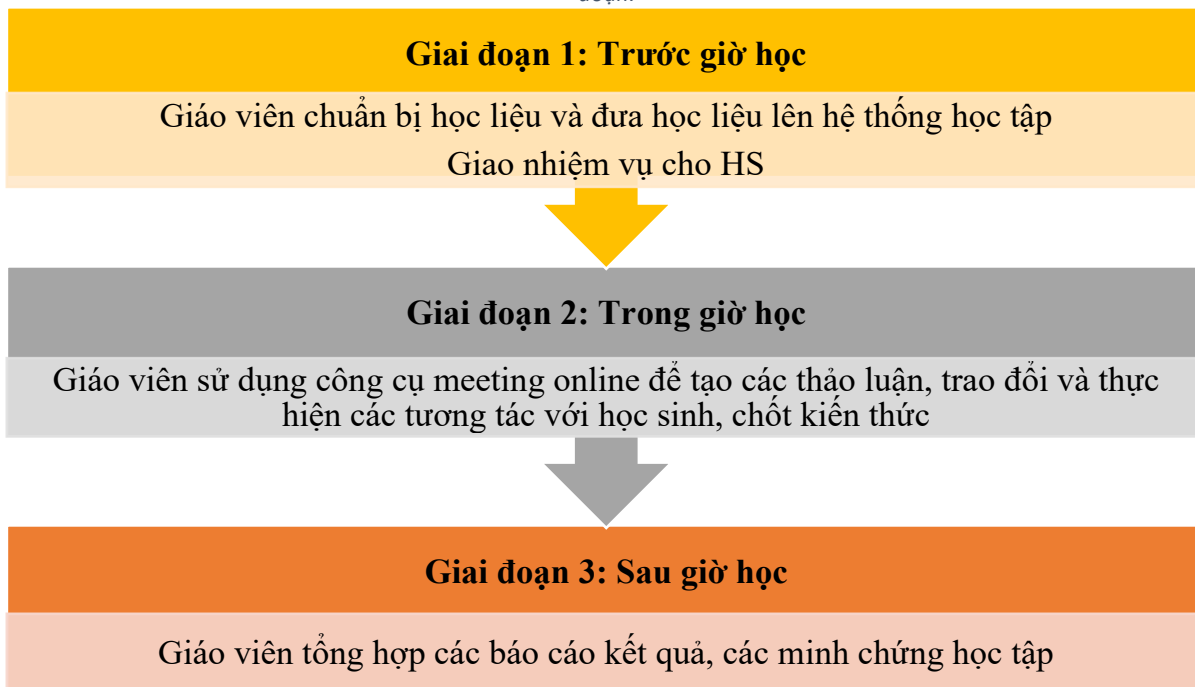 Giai đoạn 1: Trước giờ học
Giáo viên chuẩn bị học liệu và đưa học liệu lên hệ thống học tập
Giao nhiệm vụ cho HS
Giai đoạn 2: Trong giờ học
Giáo viên sử dụng công cụ meeting online để tạo các thảo luận, trao đổi và thực
hiện các tương tác với học sinh, chốt kiến thức
Giai đoạn 3: Sau giờ học
Giáo viên tổng hợp các báo cáo kết quả, các minh chứng học tập